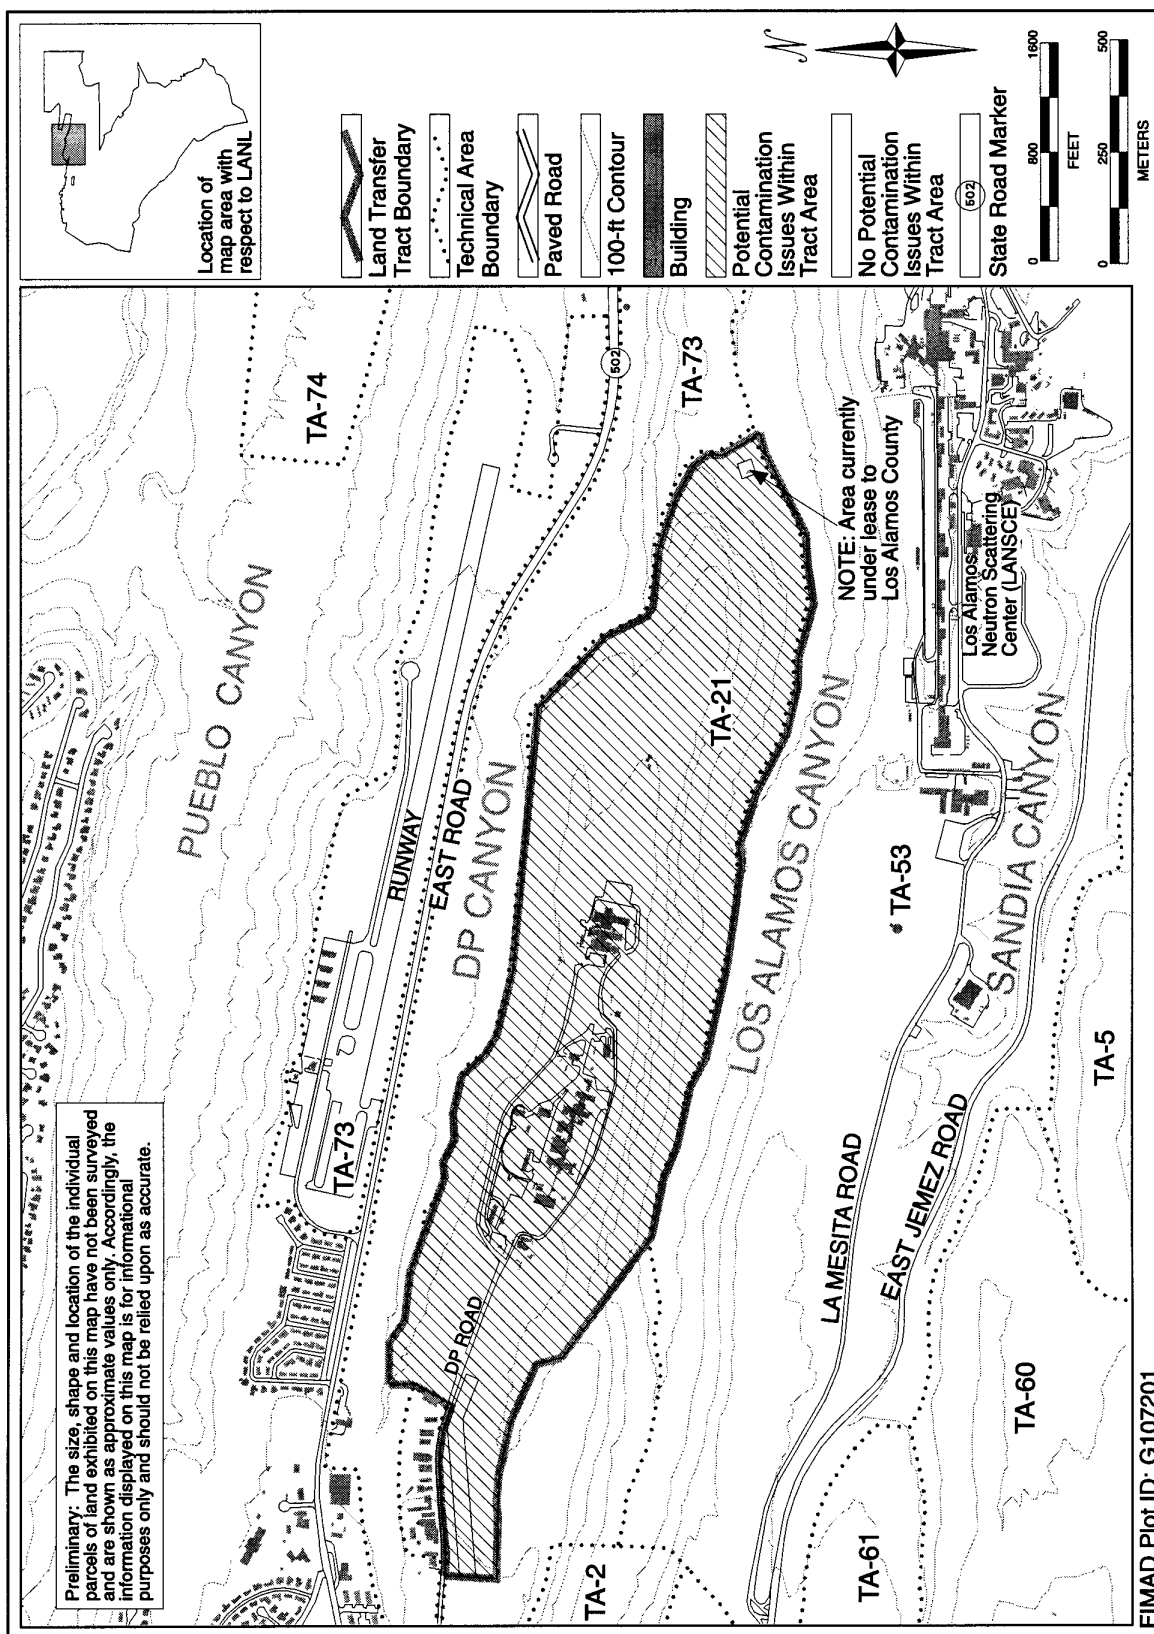 Preliminary: The size, shape and location of the individual
parcels of land exhibited on this map have not been surveyed
and are shown as approximate values only. Accordingly, the
information displayed on this map is for informational
purposes only and should not be relied upon as accurate.
PUEBLO CANYON
TA-74
TA-73
RUNWAY
EAST ROAD
502
DP CANYON
TA-73
DP ROAD
TA-21
NOTE: Area currently
under lease to
Los Alamos County
LOS ALAMOS CANYON
TA-2
TA-53
Los Alamos
Neutron Scattering
Center (LANSCE)
LA MESITA ROAD
SANDIA CANYON
EAST JEMEZ ROAD
TA-61
TA-60
TA-5
Location of
map area with
respect to LANL
Land Transfer
Tract Boundary
Technical Area
Boundary
Paved Road
100-ft Contour
Building
Potential
Contamination
Issues Within
Tract Area
No Potential
Contamination
Issues Within
Tract Area
502
State Road Marker
N
0 800 1600
FEET
0 250 500
METERS
FIMAD Plot ID: G107201